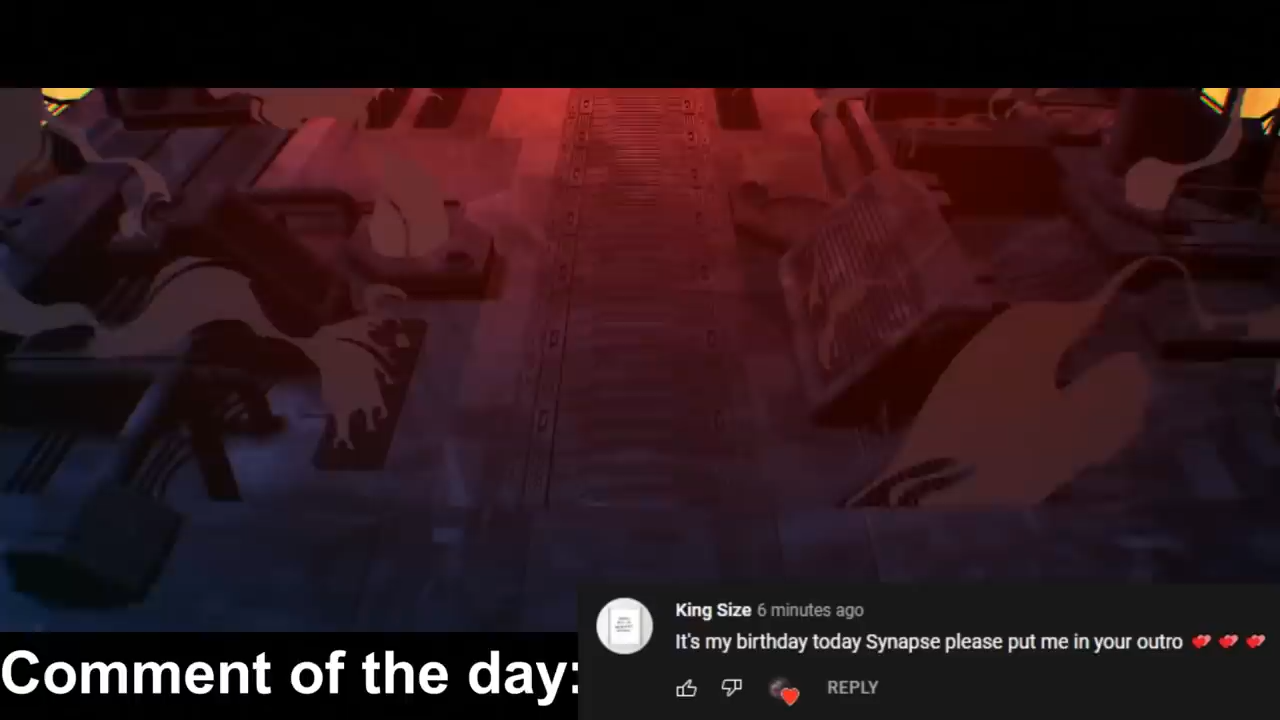 King Size 6 minutes ago
It's my birthday today Synapse please put me in your outro 💕 💕 💕
REPLY
Comment of the day: